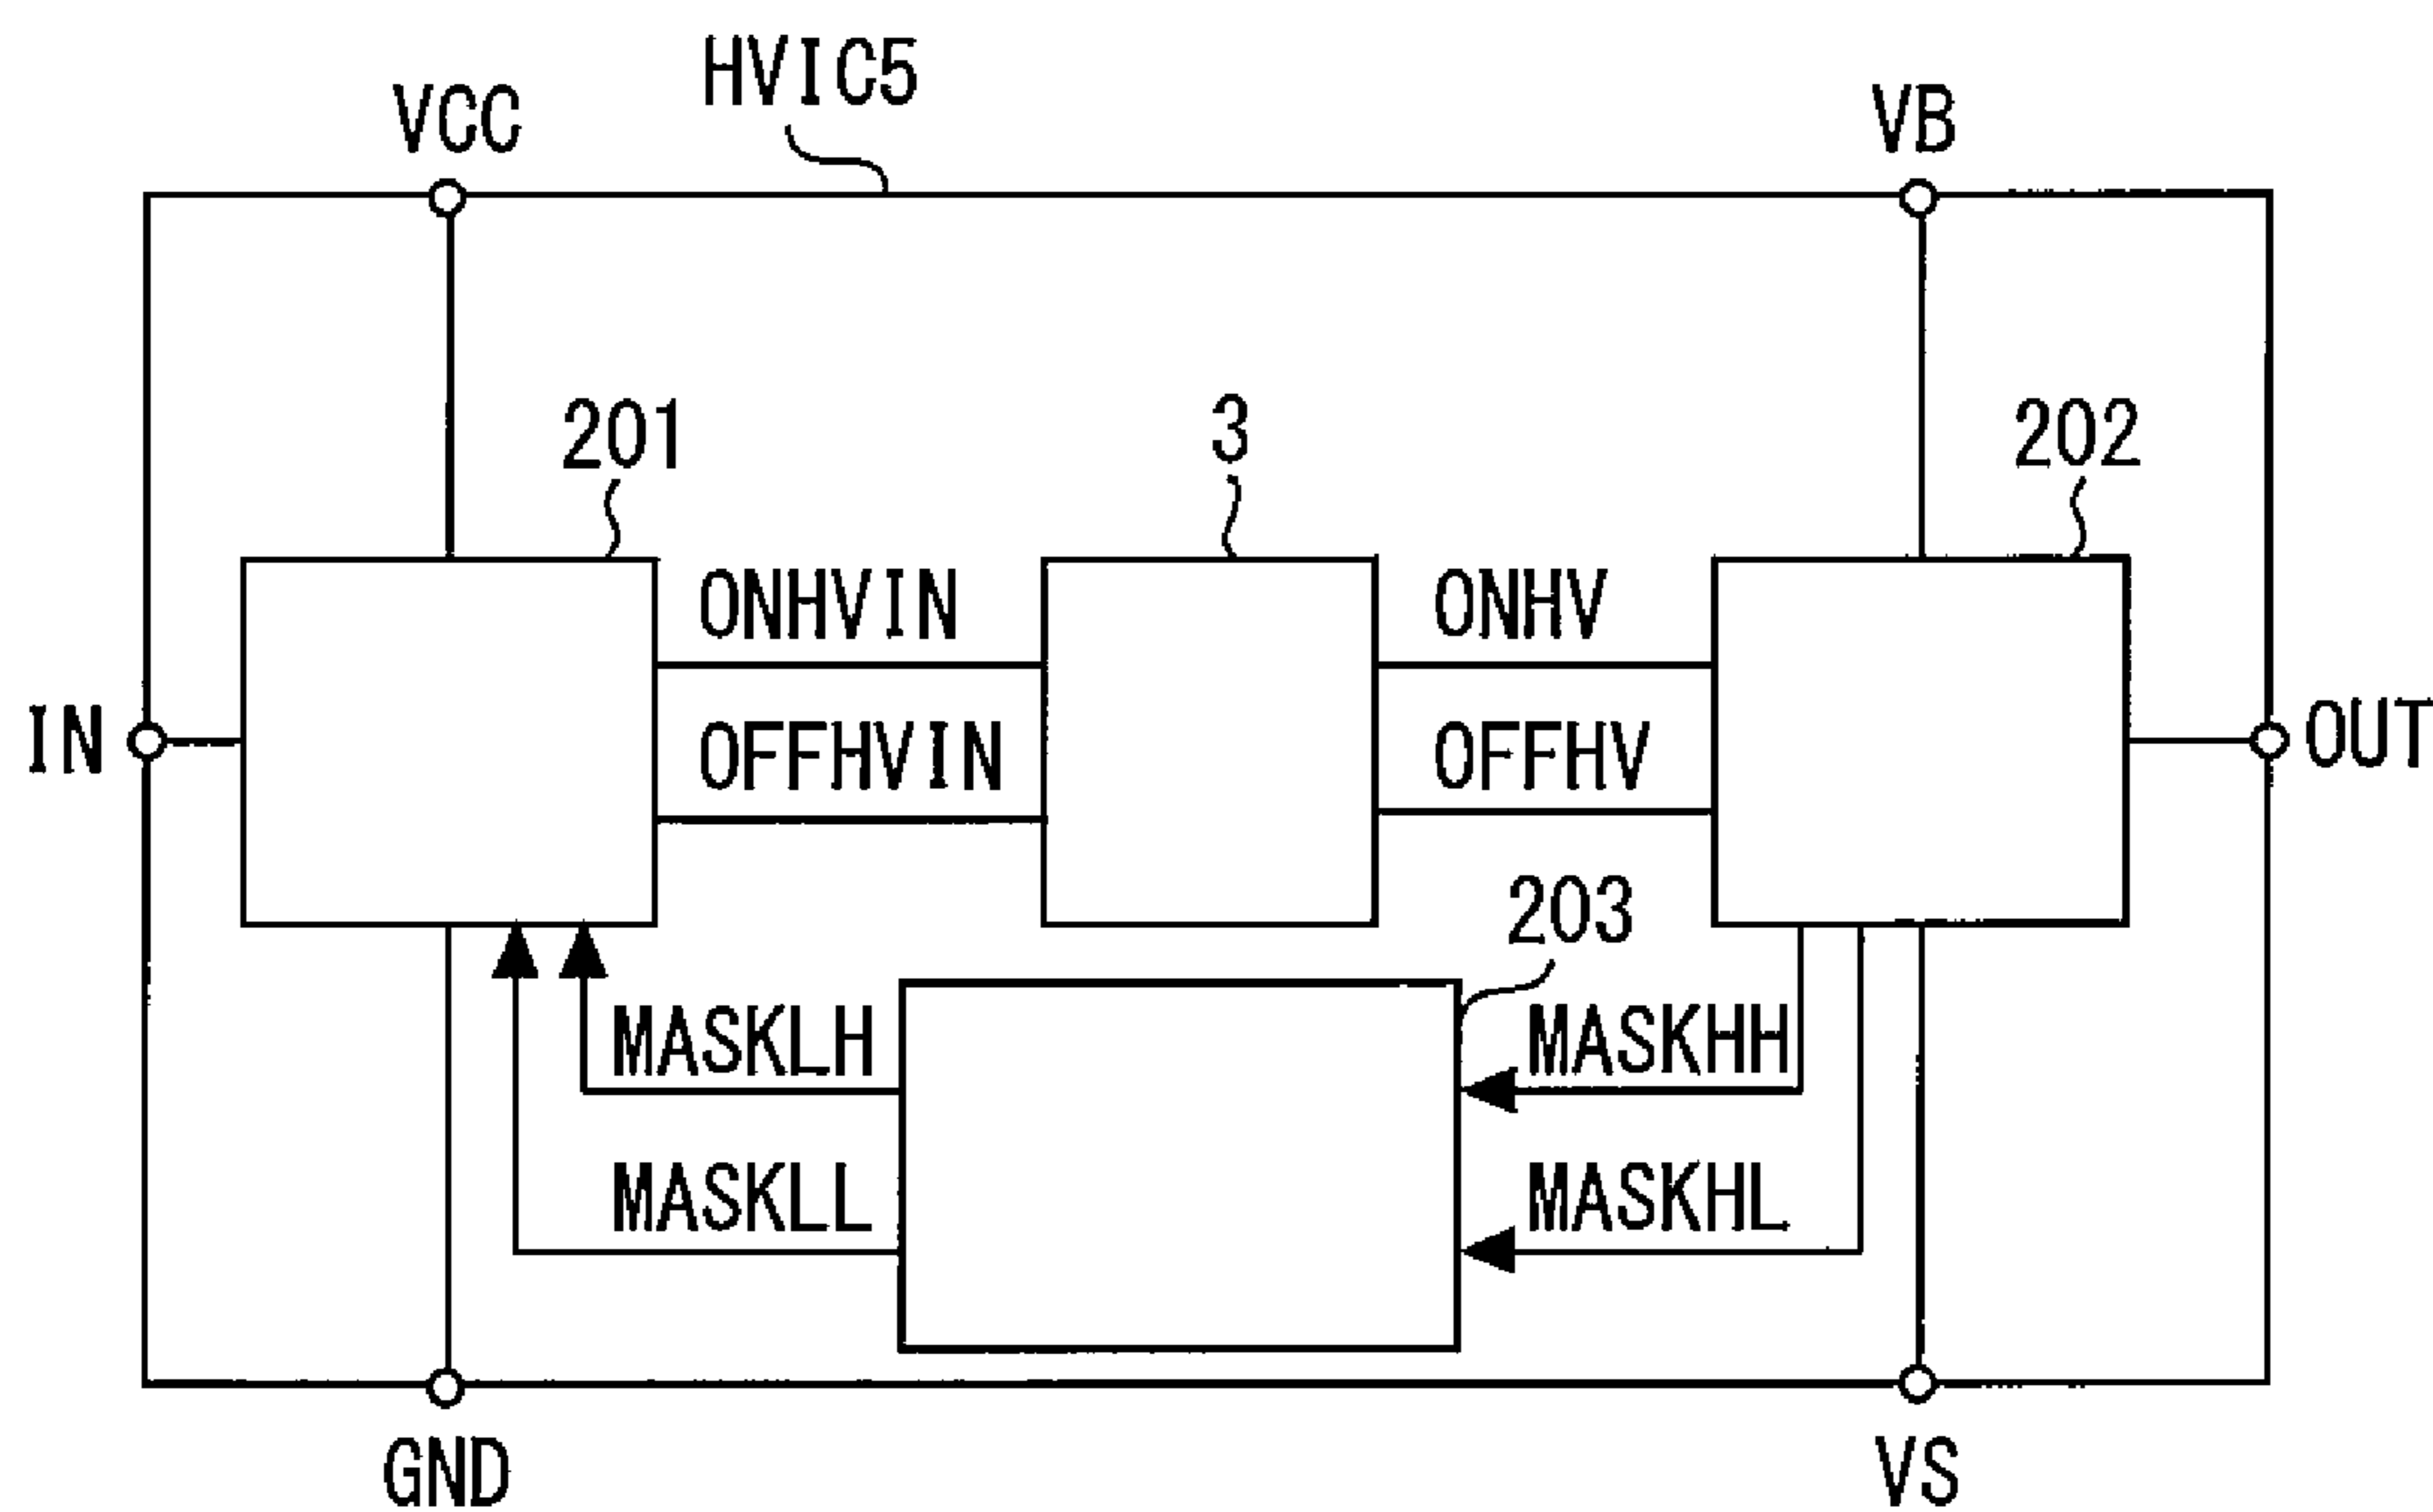 HVIC5
VCC
VB
201
3
202
ONHVIN
ONHV
IN
OFFHVIN
OFFHV
OUT
203
MASKLH
MASKHH
MASKLL
MASKHL
GND
VS